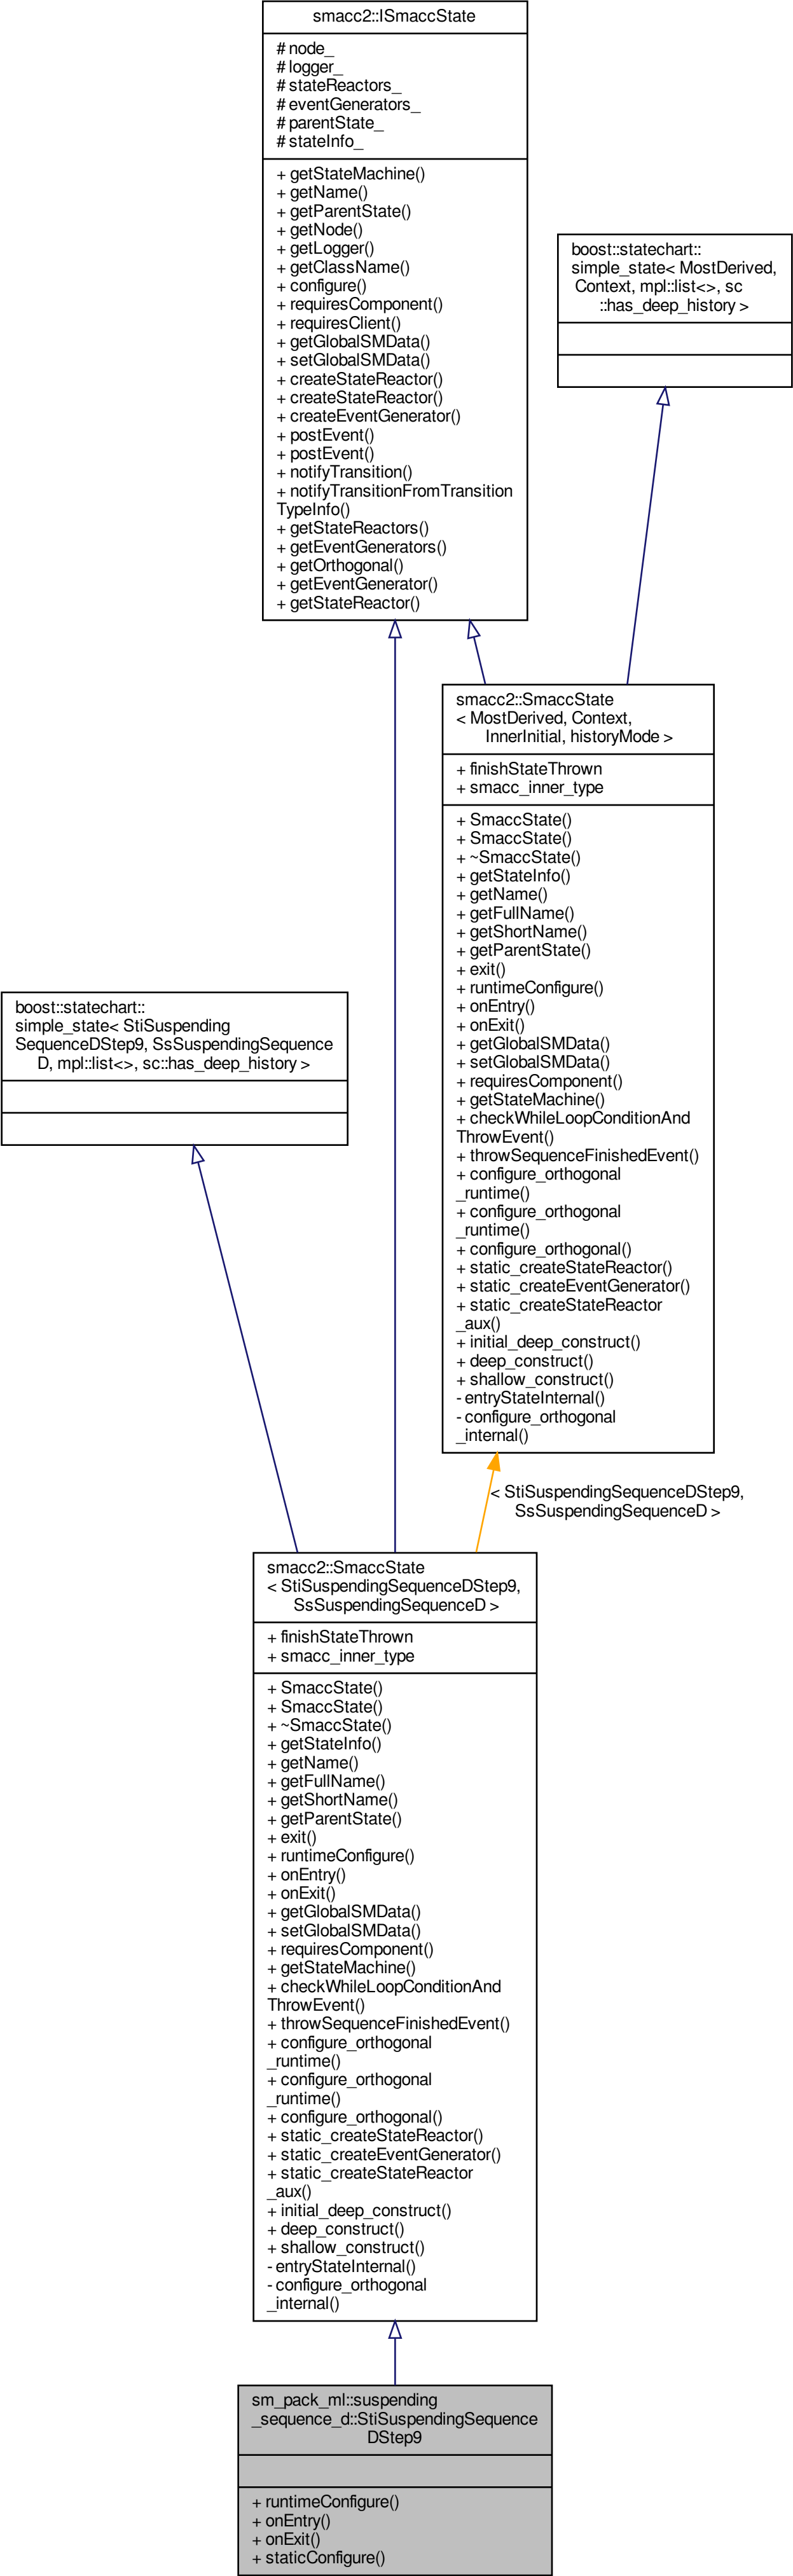 smacc2::ISmaccState
# node_
# logger_
# stateReactors_
# eventGenerators_
# parentState_
# stateInfo_
+ getStateMachine()
+ getName()
+ getParentState()
+ getNode()
+ getLogger()
+ getClassName()
+ configure()
+ requiresComponent()
+ requiresClient()
+ getGlobalSMData()
+ setGlobalSMData()
+ createStateReactor()
+ createStateReactor()
+ createEventGenerator()
+ postEvent()
+ postEvent()
+ notifyTransition()
+ notifyTransitionFromTransition
TypeInfo()
+ getStateReactors()
+ getEventGenerators()
+ getOrthogonal()
+ getEventGenerator()
+ getStateReactor()
boost::statechart::
simple_state< MostDerived,
Context, mpl::list<>, sc
::has_deep_history >
smacc2::SmaccState
< MostDerived, Context,
InnerInitial, historyMode >
+ finishStateThrown
+ smacc_inner_type
+ SmaccState()
+ SmaccState()
+ ~SmaccState()
+ getStateInfo()
+ getName()
+ getFullName()
+ getShortName()
+ getParentState()
+ exit()
+ runtimeConfigure()
+ onEntry()
+ onExit()
+ getGlobalSMData()
+ setGlobalSMData()
+ requiresComponent()
+ getStateMachine()
+ checkWhileLoopConditionAnd
ThrowEvent()
+ throwSequenceFinishedEvent()
+ configure_orthogonal
_runtime()
+ configure_orthogonal
_runtime()
+ configure_orthogonal()
+ static_createStateReactor()
+ static_createEventGenerator()
+ static_createStateReactor
_aux()
+ initial_deep_construct()
+ deep_construct()
+ shallow_construct()
- entryStateInternal()
- configure_orthogonal
_internal()
boost::statechart::
simple_state< StiSuspending
SequenceDStep9, SsSuspendingSequence
D, mpl::list<>, sc::has_deep_history >
< StiSuspendingSequenceDStep9,
SsSuspendingSequenceD >
smacc2::SmaccState
< StiSuspendingSequenceDStep9,
SsSuspendingSequenceD >
+ finishStateThrown
+ smacc_inner_type
+ SmaccState()
+ SmaccState()
+ ~SmaccState()
+ getStateInfo()
+ getName()
+ getFullName()
+ getShortName()
+ getParentState()
+ exit()
+ runtimeConfigure()
+ onEntry()
+ onExit()
+ getGlobalSMData()
+ setGlobalSMData()
+ requiresComponent()
+ getStateMachine()
+ checkWhileLoopConditionAnd
ThrowEvent()
+ throwSequenceFinishedEvent()
+ configure_orthogonal
_runtime()
+ configure_orthogonal
_runtime()
+ configure_orthogonal()
+ static_createStateReactor()
+ static_createEventGenerator()
+ static_createStateReactor
_aux()
+ initial_deep_construct()
+ deep_construct()
+ shallow_construct()
- entryStateInternal()
- configure_orthogonal
_internal()
sm_pack_ml::suspending
_sequence_d::StiSuspendingSequence
DStep9
+ runtimeConfigure()
+ onEntry()
+ onExit()
+ staticConfigure()